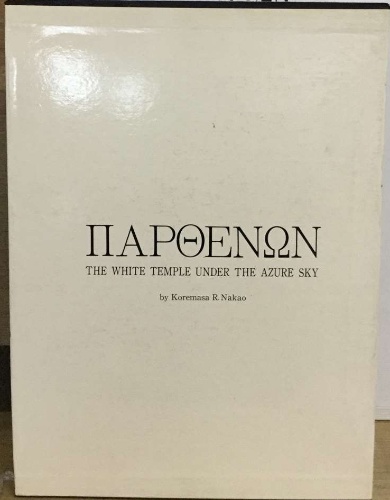 ΠΑΡΘΕΝΩΝ
THE WHITE TEMPLE UNDER THE AZURE SKY
by Koremasa R. Nakao